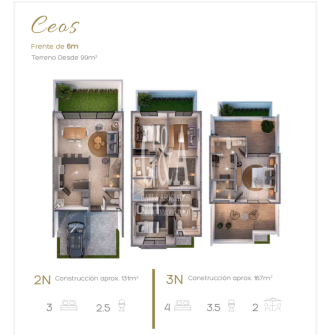 Ceos
Frente de 6m
Terreno Desde 99m²
2N Construcción aprox. 131m²
3 2.5
3N Construcción aprox. 167m²
4 3.5 2